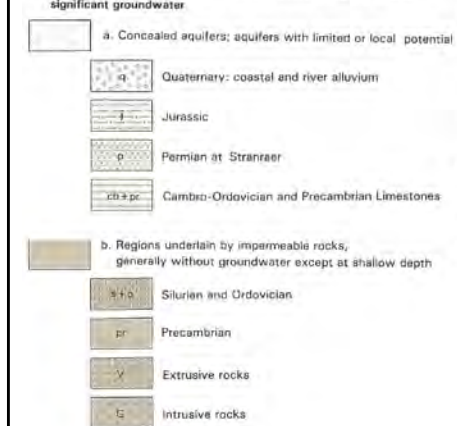 significant groundwater
a. Concealed aquifers; aquifers with limited or local potential
q Quaternary: coastal and river alluvium
j Jurassic
p Permian at Stranraer
cb+pr Cambro-Ordovician and Precambrian Limestones
b. Regions underlain by impermeable rocks,
generally without groundwater except at shallow depth
s+o Silurian and Ordovician
pr Precambrian
Extrusive rocks
Intrusive rocks